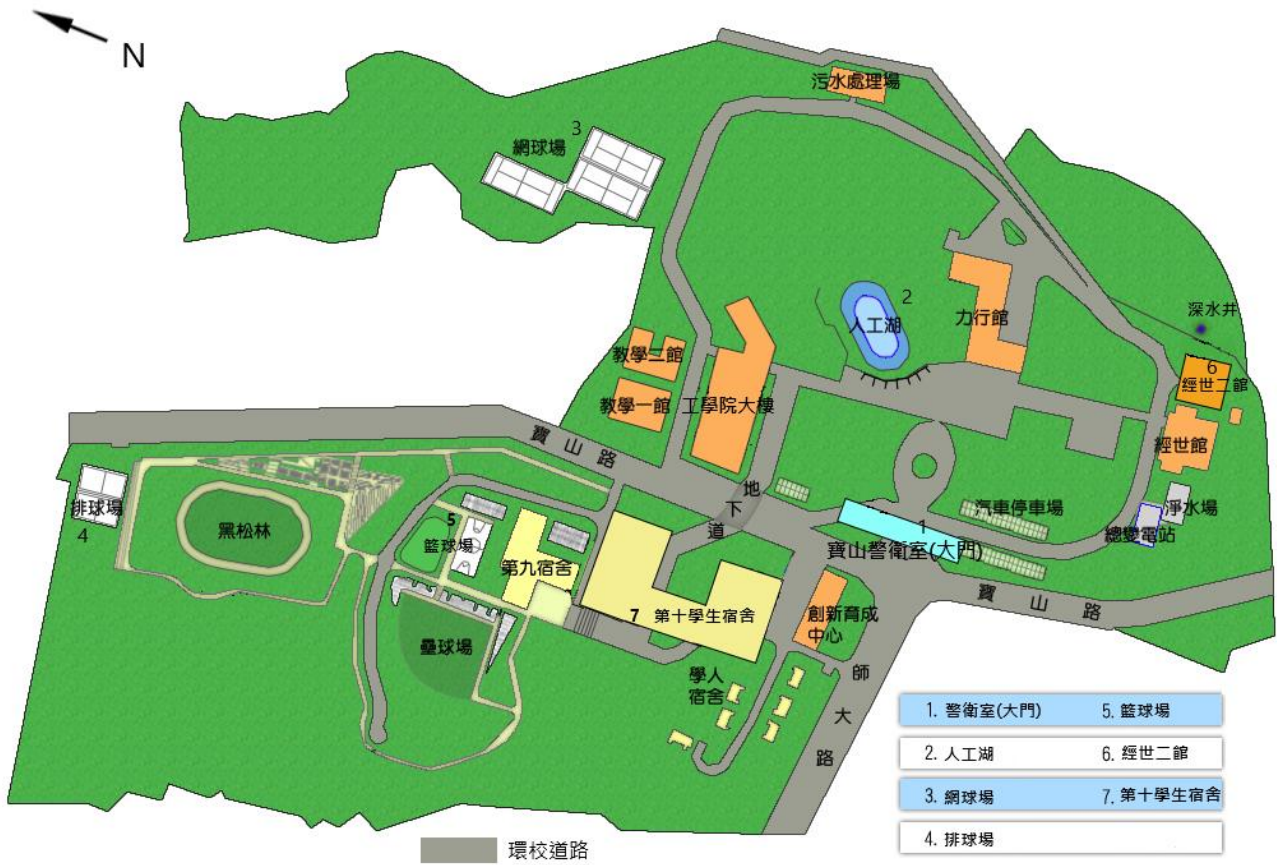 N
污水處理場
3
網球場
深水井
2
人工湖
力行館
教學二館
6
經世二館
教學一館
工學院大樓
經世館
寶山路
地下道
排球場
4
黑松林
5
籃球場
汽車停車場
淨水場
總變電站
1
寶山警衛室(大門)
第九宿舍
寶山路
7 第十學生宿舍
創新育成
中心
壘球場
學人
宿舍
師大路
1. 警衛室(大門) 5. 籃球場
2. 人工湖 6. 經世二館
3. 網球場 7. 第十學生宿舍
4. 排球場
環校道路